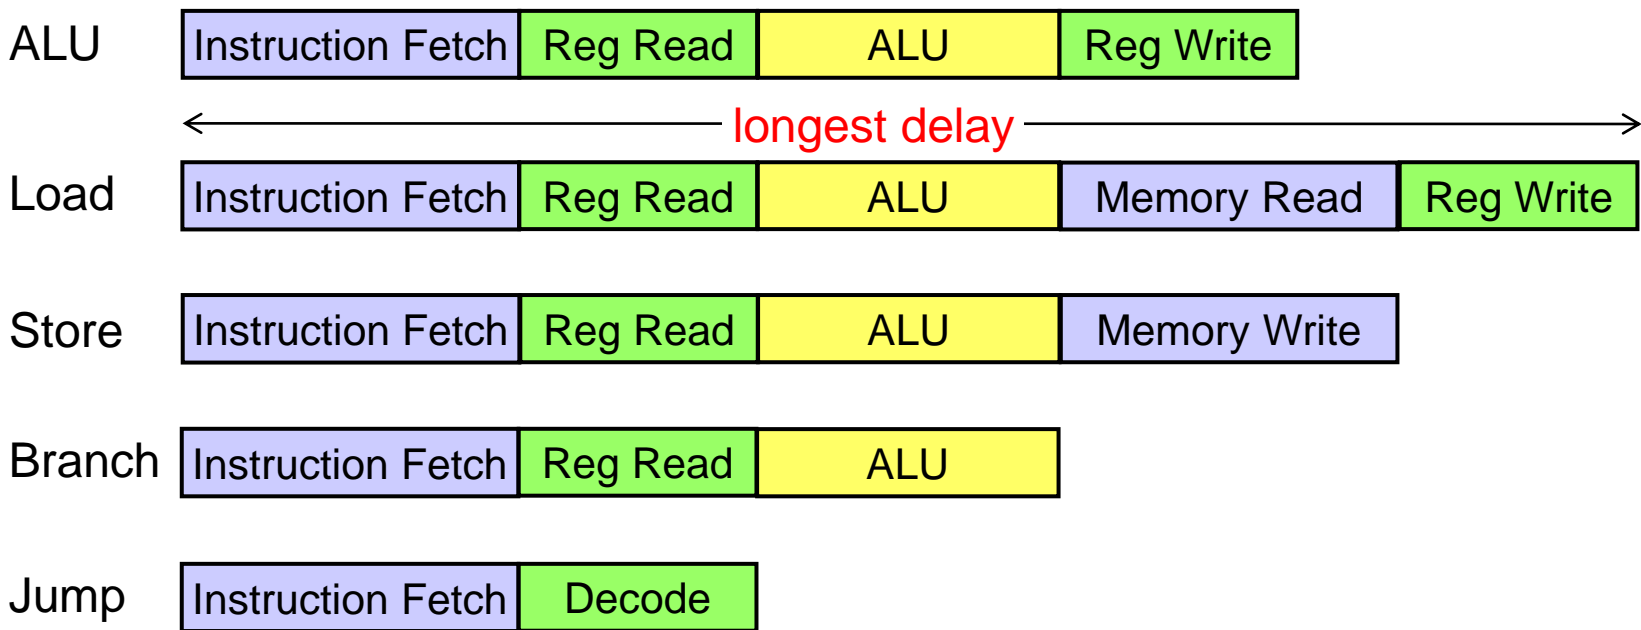 ALU Instruction Fetch Reg Read ALU Reg Write
longest delay
Load Instruction Fetch Reg Read ALU Memory Read Reg Write
Store Instruction Fetch Reg Read ALU Memory Write
Branch Instruction Fetch Reg Read ALU
Jump Instruction Fetch Decode